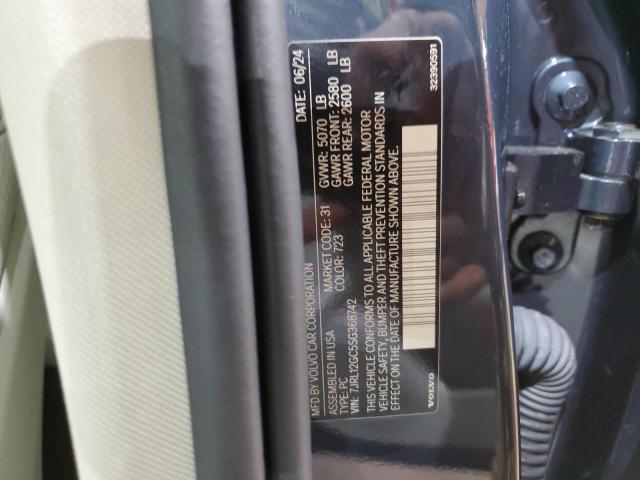 MFD BY VOLVO CAR CORPORATION DATE: 06/24
ASSEMBLED IN USA MARKET CODE: 31 GVWR: 5070 LB
TYPE: PC COLOR: 723 GAWR FRONT: 2580 LB
VIN: 7JRL12GC5SG368742 GAWR REAR: 2600 LB
THIS VEHICLE CONFORMS TO ALL APPLICABLE FEDERAL MOTOR
VEHICLE SAFETY, BUMPER AND THEFT PREVENTION STANDARDS IN
EFFECT ON THE DATE OF MANUFACTURE SHOWN ABOVE.
VOLVO 32390591